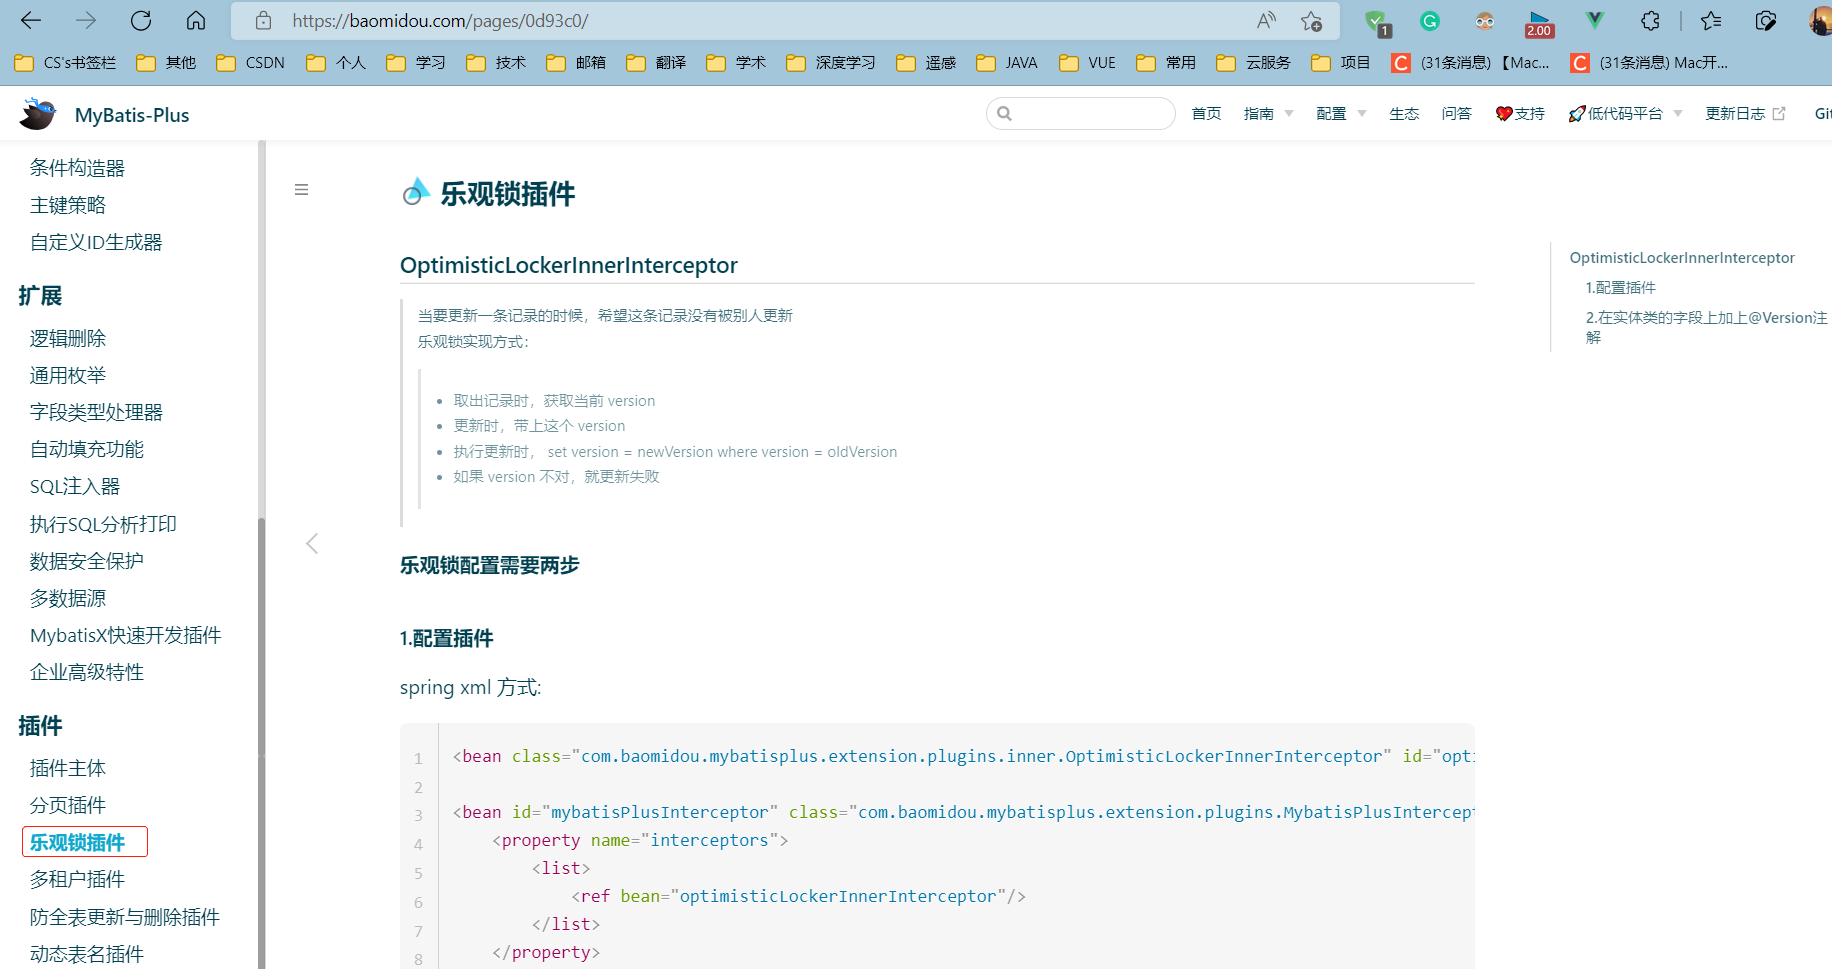 https://baomidou.com/pages/0d93c0/
1
2.00
CS's书签栏 其他 CSDN 个人 学习 技术 邮箱 翻译 学术 深度学习 遥感 JAVA VUE 常用 云服务 项目 (31条消息) 【Mac... (31条消息) Mac开...
MyBatis-Plus
首页 指南 配置 生态 问答 支持 低代码平台 更新日志 Git
条件构造器
主键策略
自定义ID生成器
扩展
逻辑删除
通用枚举
字段类型处理器
自动填充功能
SQL注入器
执行SQL分析打印
数据安全保护
多数据源
MybatisX快速开发插件
企业高级特性
插件
插件主体
分页插件
乐观锁插件
多租户插件
防全表更新与删除插件
动态表名插件
乐观锁插件
OptimisticLockerInnerInterceptor
当要更新一条记录的时候，希望这条记录没有被别人更新
乐观锁实现方式：
取出记录时，获取当前 version
更新时，带上这个 version
执行更新时， set version = newVersion where version = oldVersion
如果 version 不对，就更新失败
乐观锁配置需要两步
1.配置插件
spring xml 方式:
1 <bean class="com.baomidou.mybatisplus.extension.plugins.inner.OptimisticLockerInnerInterceptor" id="opti
2
3 <bean id="mybatisPlusInterceptor" class="com.baomidou.mybatisplus.extension.plugins.MybatisPlusIntercept
4 <property name="interceptors">
5 <list>
6 <ref bean="optimisticLockerInnerInterceptor"/>
7 </list>
8 </property>
OptimisticLockerInnerInterceptor
1.配置插件
2.在实体类的字段上加上@Version注
解